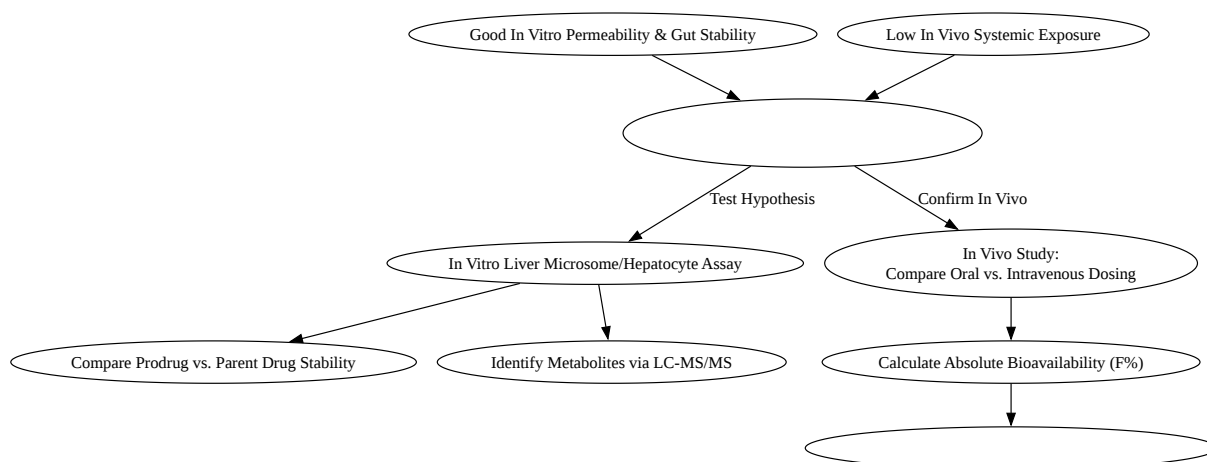 Good In Vitro Permeability & Gut Stability
Low In Vivo Systemic Exposure
Test Hypothesis
Confirm In Vivo
In Vitro Liver Microsome/Hepatocyte Assay
In Vivo Study:
Compare Oral vs. Intravenous Dosing
Compare Prodrug vs. Parent Drug Stability
Identify Metabolites via LC-MS/MS
Calculate Absolute Bioavailability (F%)